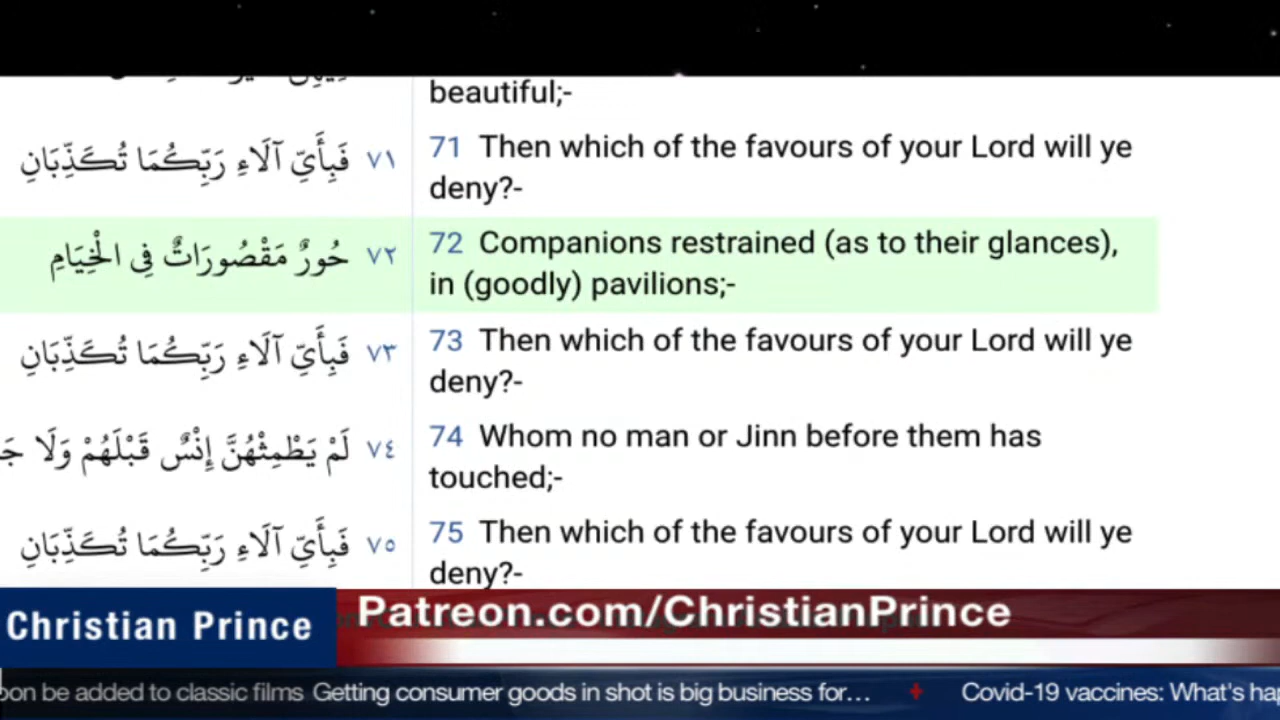 beautiful;-
فَبِأَيِّ آلَاءِ رَبِّكُمَا تُكَذِّبَانِ ٧١
71 Then which of the favours of your Lord will ye
deny?-
حُورٌ مَقْصُورَاتٌ فِي الْخِيَامِ ٧٢
72 Companions restrained (as to their glances),
in (goodly) pavilions;-
فَبِأَيِّ آلَاءِ رَبِّكُمَا تُكَذِّبَانِ ٧٣
73 Then which of the favours of your Lord will ye
deny?-
لَمْ يَطْمِثْهُنَّ إِنْسٌ قَبْلَهُمْ وَلَا ٧٤
74 Whom no man or Jinn before them has
touched;-
فَبِأَيِّ آلَاءِ رَبِّكُمَا تُكَذِّبَانِ ٧٥
75 Then which of the favours of your Lord will ye
deny?-
Christian Prince
Patreon.com/ChristianPrince
be added to classic films Getting consumer goods in shot is big business for… Covid-19 vaccines: What's